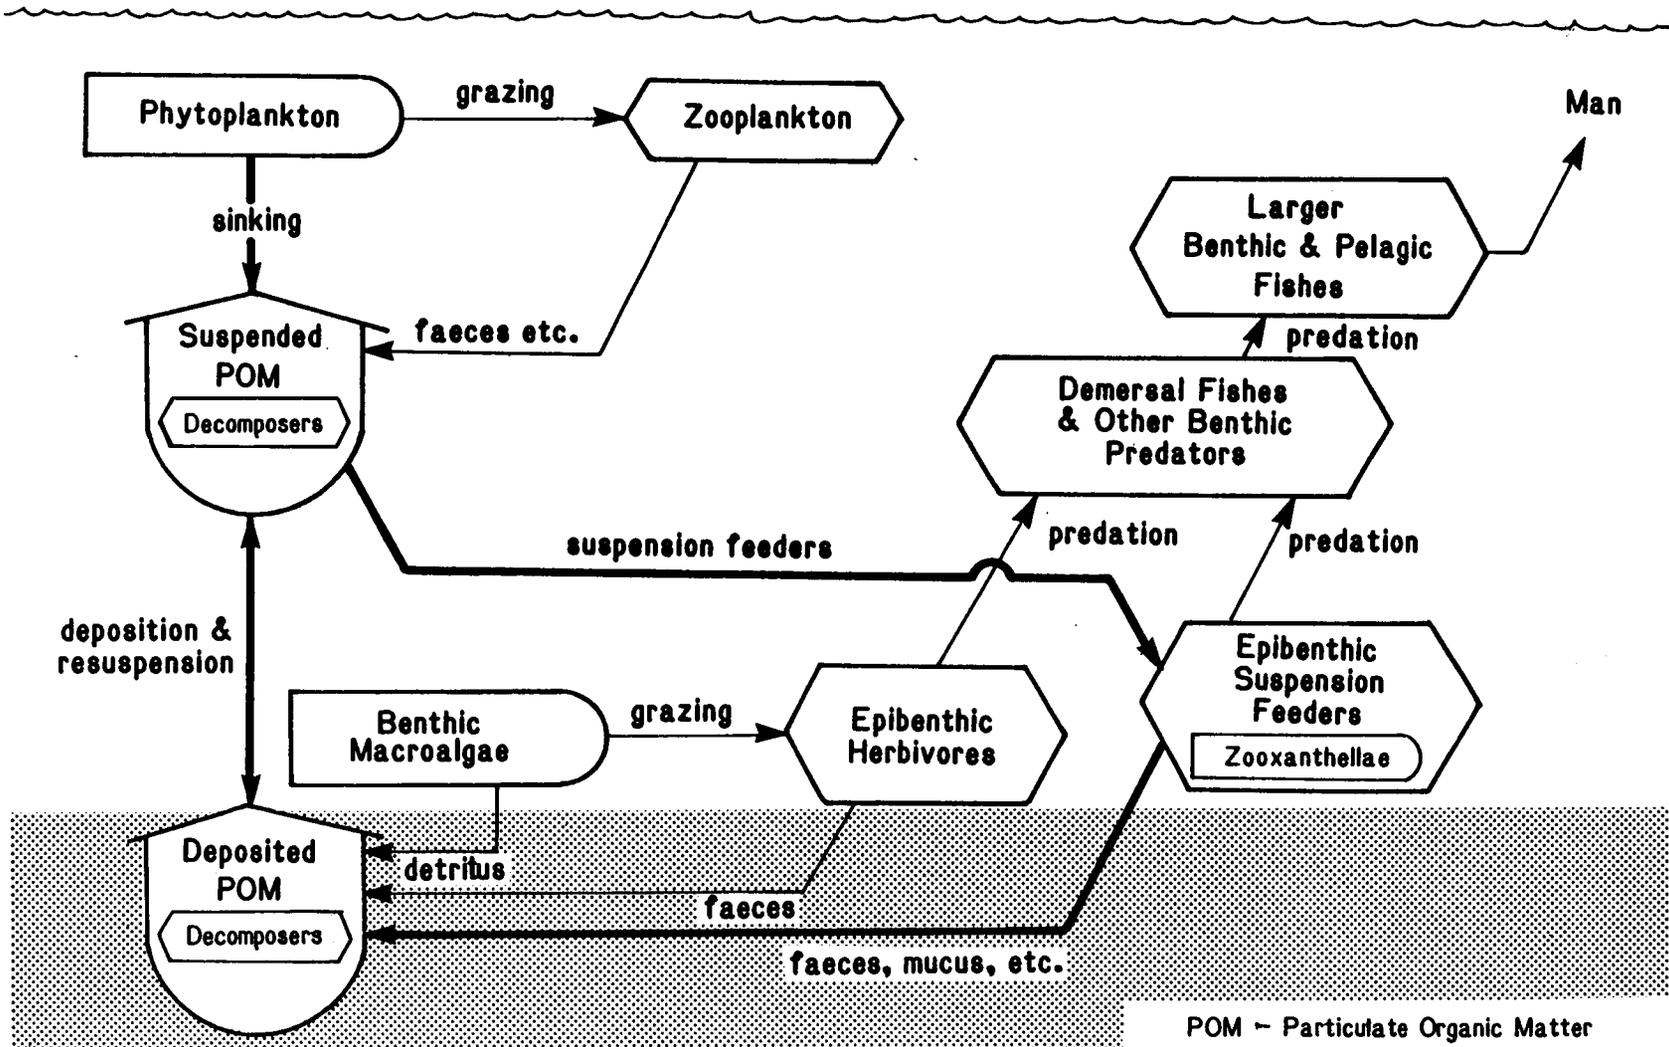 Phytoplankton
grazing
Zooplankton
Man
sinking
Larger
Benthic & Pelagic
Fishes
Suspended
POM
Decomposers
faeces etc.
predation
Demersal Fishes
& Other Benthic
Predators
suspension feeders
predation
predation
deposition &
resuspension
Benthic
Macroalgae
grazing
Epibenthic
Herbivores
Epibenthic
Suspension
Feeders
Zooxanthellae
Deposited
POM
Decomposers
detritus
faeces
faeces, mucus, etc.
POM - Particulate Organic Matter